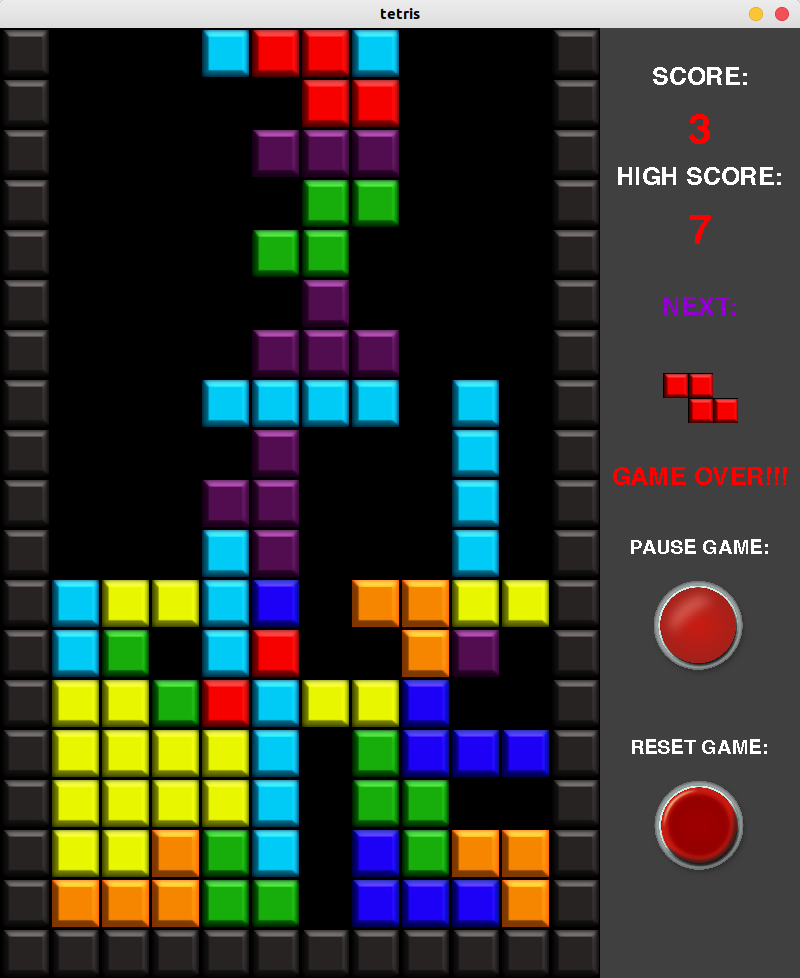 tetris
SCORE:
3
HIGH SCORE:
7
NEXT:
GAME OVER!!!
PAUSE GAME:
RESET GAME: